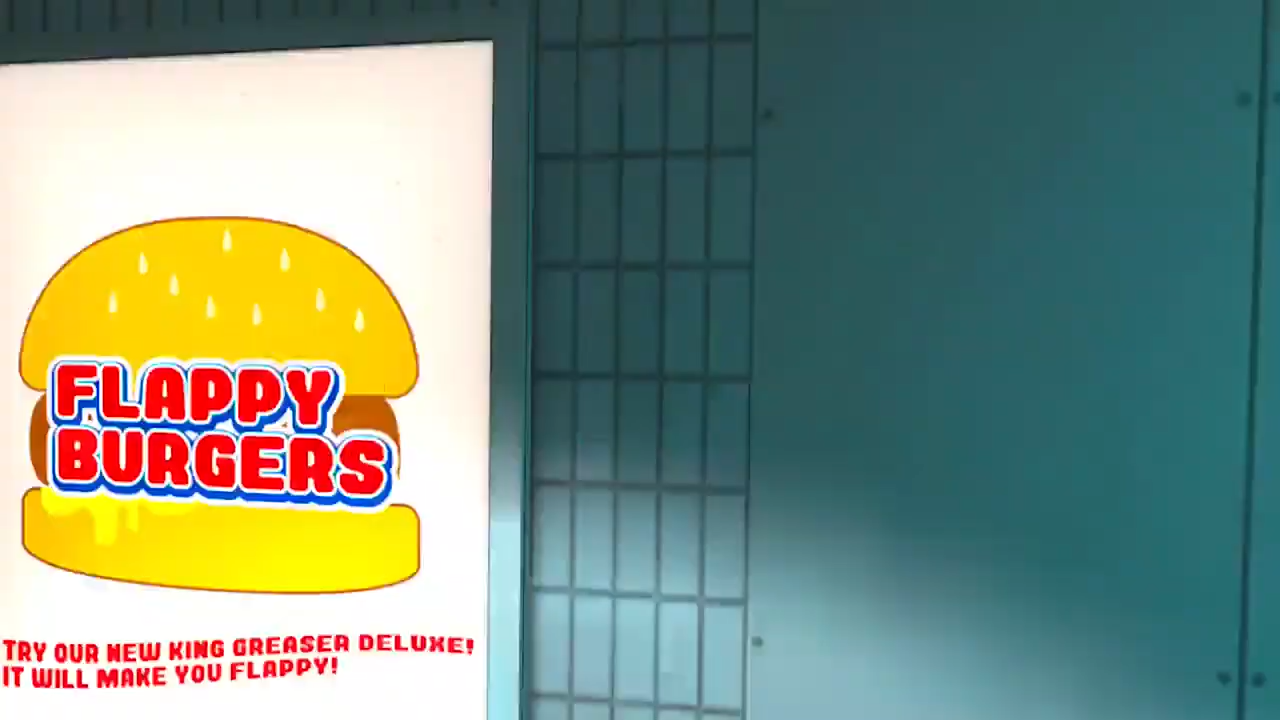 FLAPPY
BURGERS
TRY OUR NEW KING GREASER DELUXE!
IT WILL MAKE YOU FLAPPY!